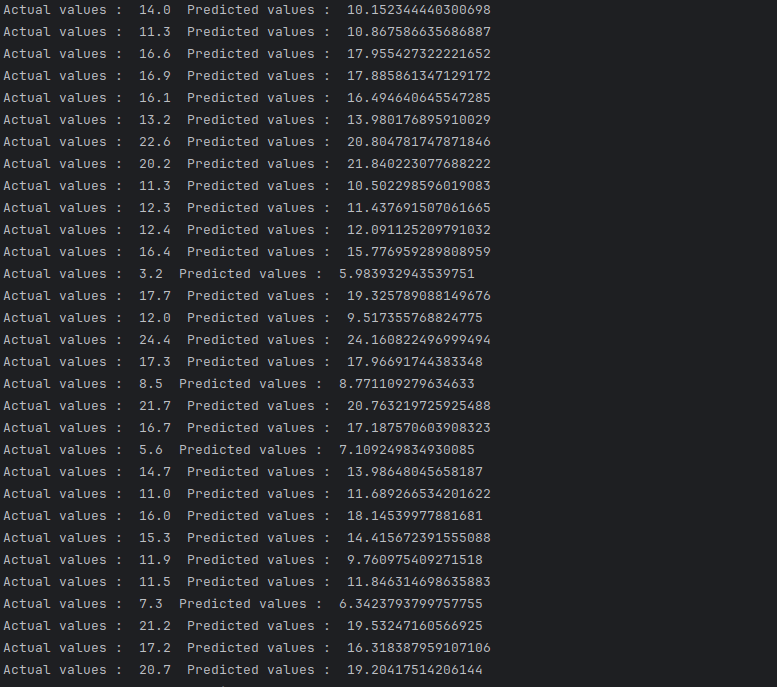 Actual values :  14.0  Predicted values :  10.152344440300698
Actual values :  11.3  Predicted values :  10.867586635686887
Actual values :  16.6  Predicted values :  17.955427322221652
Actual values :  16.9  Predicted values :  17.885861347129172
Actual values :  16.1  Predicted values :  16.494640645547285
Actual values :  13.2  Predicted values :  13.980176895910029
Actual values :  22.6  Predicted values :  20.804781747871846
Actual values :  20.2  Predicted values :  21.840223077688222
Actual values :  11.3  Predicted values :  10.502298596019083
Actual values :  12.3  Predicted values :  11.437691507061665
Actual values :  12.4  Predicted values :  12.091125209791032
Actual values :  16.4  Predicted values :  15.776959289808959
Actual values :  3.2  Predicted values :  5.983932943539751
Actual values :  17.7  Predicted values :  19.325789088149676
Actual values :  12.0  Predicted values :  9.517355768824775
Actual values :  24.4  Predicted values :  24.160822496999494
Actual values :  17.3  Predicted values :  17.96691744383348
Actual values :  8.5  Predicted values :  8.771109279634633
Actual values :  21.7  Predicted values :  20.763219725925488
Actual values :  16.7  Predicted values :  17.187570603908323
Actual values :  5.6  Predicted values :  7.109249834930085
Actual values :  14.7  Predicted values :  13.98648045658187
Actual values :  11.0  Predicted values :  11.689266534201622
Actual values :  16.0  Predicted values :  18.14539977881681
Actual values :  15.3  Predicted values :  14.415672391555088
Actual values :  11.9  Predicted values :  9.760975409271518
Actual values :  11.5  Predicted values :  11.846314698635883
Actual values :  7.3  Predicted values :  6.3423793799757755
Actual values :  21.2  Predicted values :  19.53247160566925
Actual values :  17.2  Predicted values :  16.318387959107106
Actual values :  20.7  Predicted values :  19.20417514206144